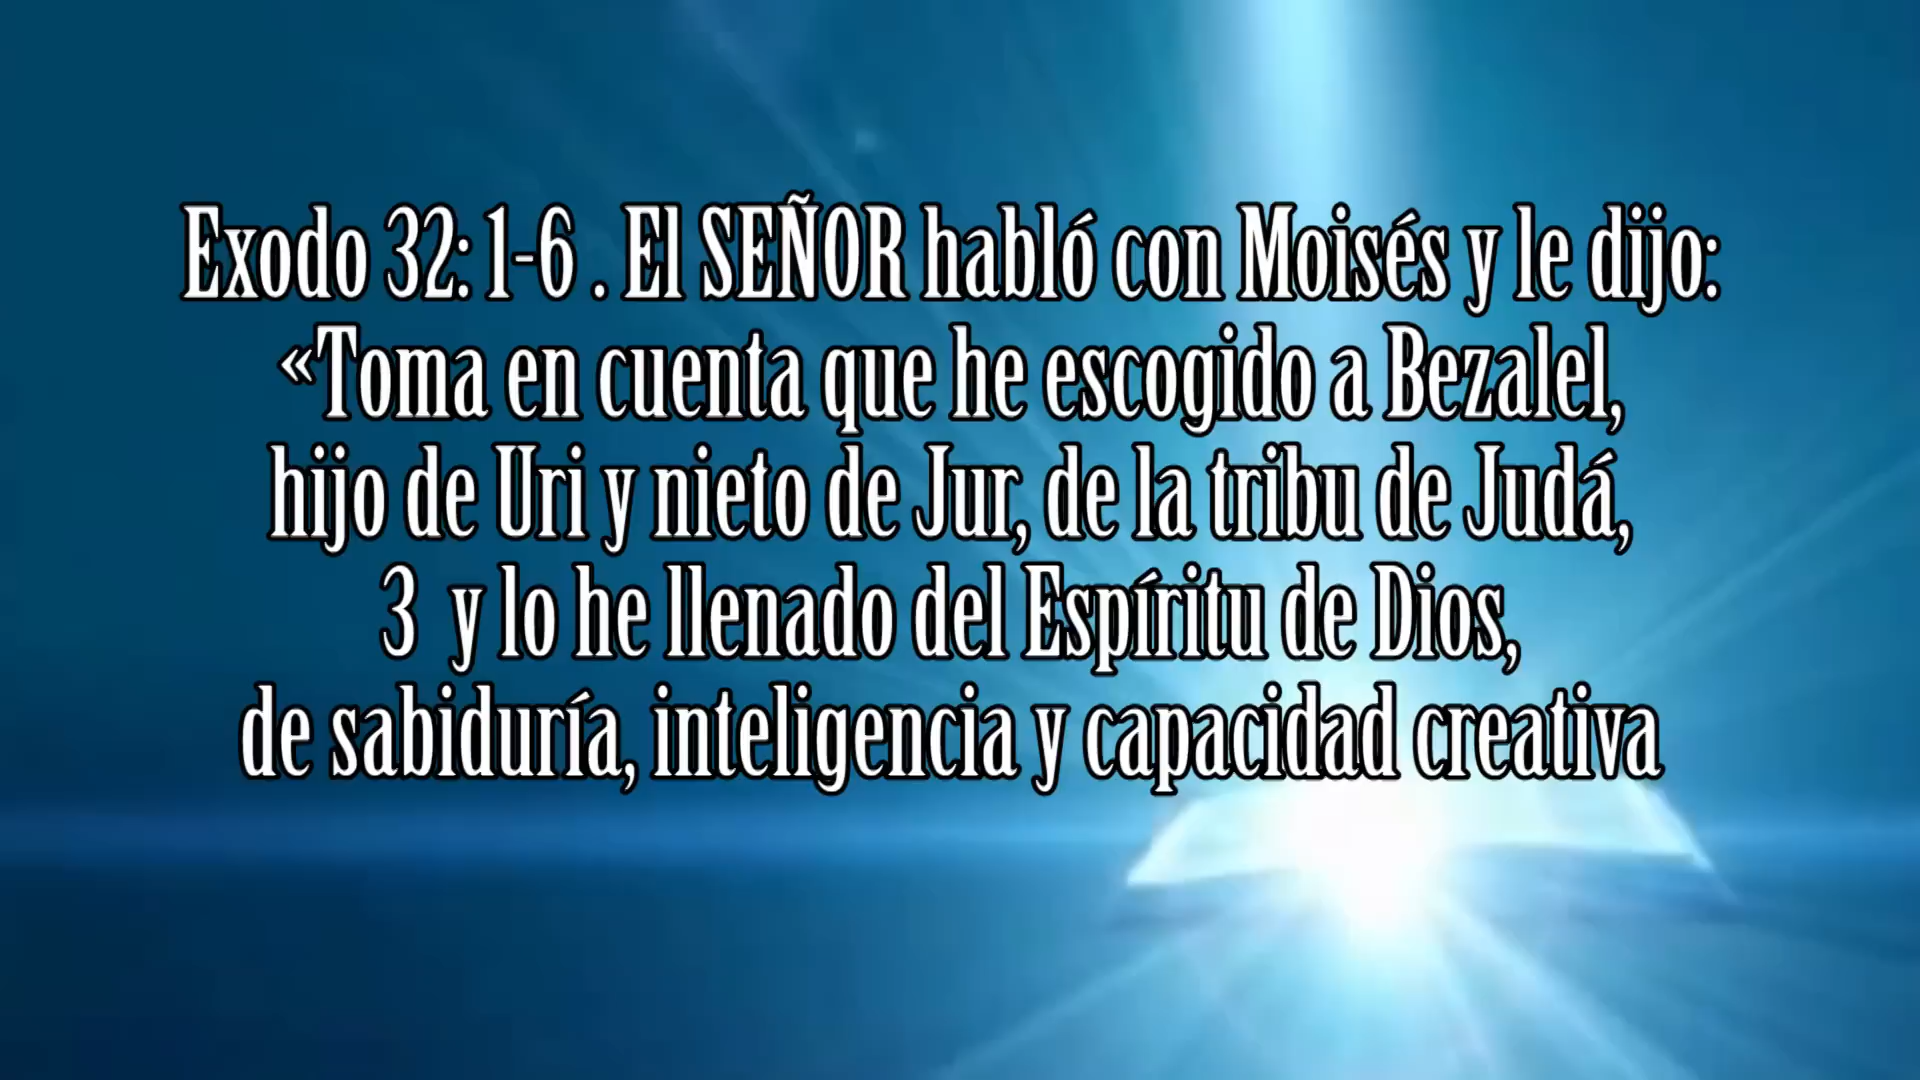 Exodo 32: 1-6 . El SEÑOR habló con Moisés y le dijo:
«Toma en cuenta que he escogido a Bezalel,
hijo de Uri y nieto de Jur, de la tribu de Judá,
3  y lo he llenado del Espíritu de Dios,
de sabiduría, inteligencia y capacidad creativa